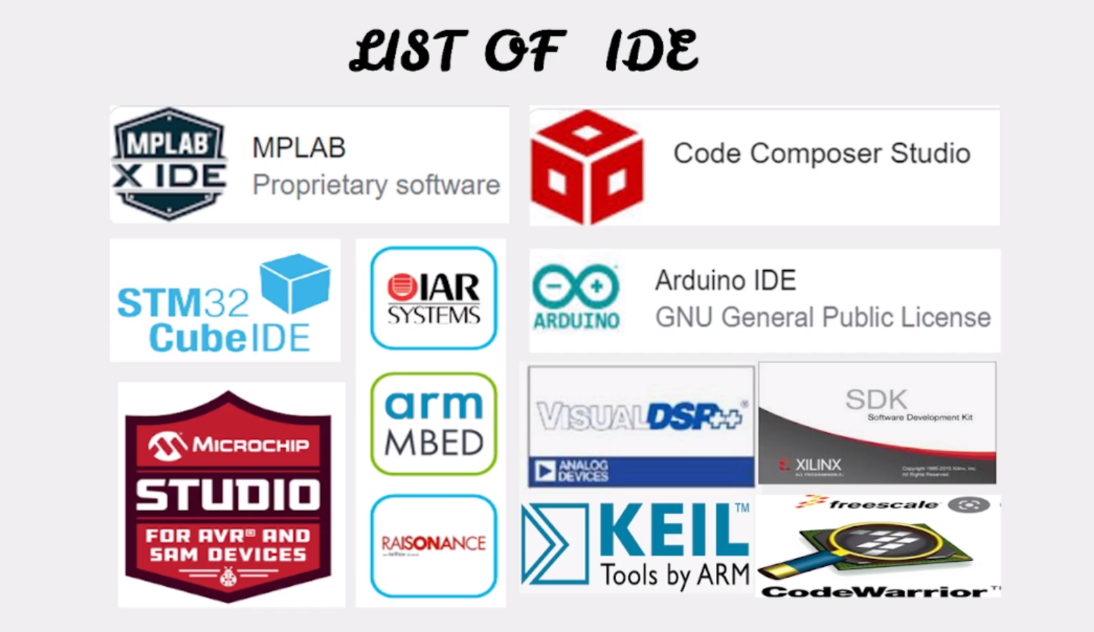 LIST OF IDE
MPLAB
X IDE
MPLAB
Proprietary software
Code Composer Studio
STM32
CubeIDE
IAR
SYSTEMS
ARDUINO
Arduino IDE
GNU General Public License
MICROCHIP
STUDIO
FOR AVR® AND
SAM DEVICES
arm
MBED
RAISONANCE
VISUALDSP++®
ANALOG
DEVICES
SDK
Software Development Kit
XILINX
KEIL™
Tools by ARM
freescale
CodeWarrior™